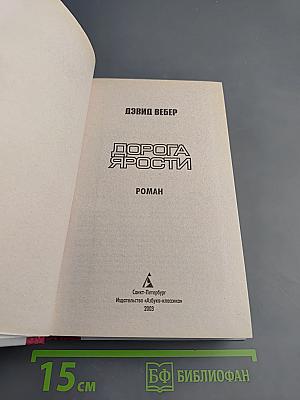 ДЭВИД ВЕБЕР
ДОРОГА
ЯРОСТИ
РОМАН
Санкт-Петербург
Издательство «Азбука-классика»
2003
15 см
БФ БИБЛИОФАН